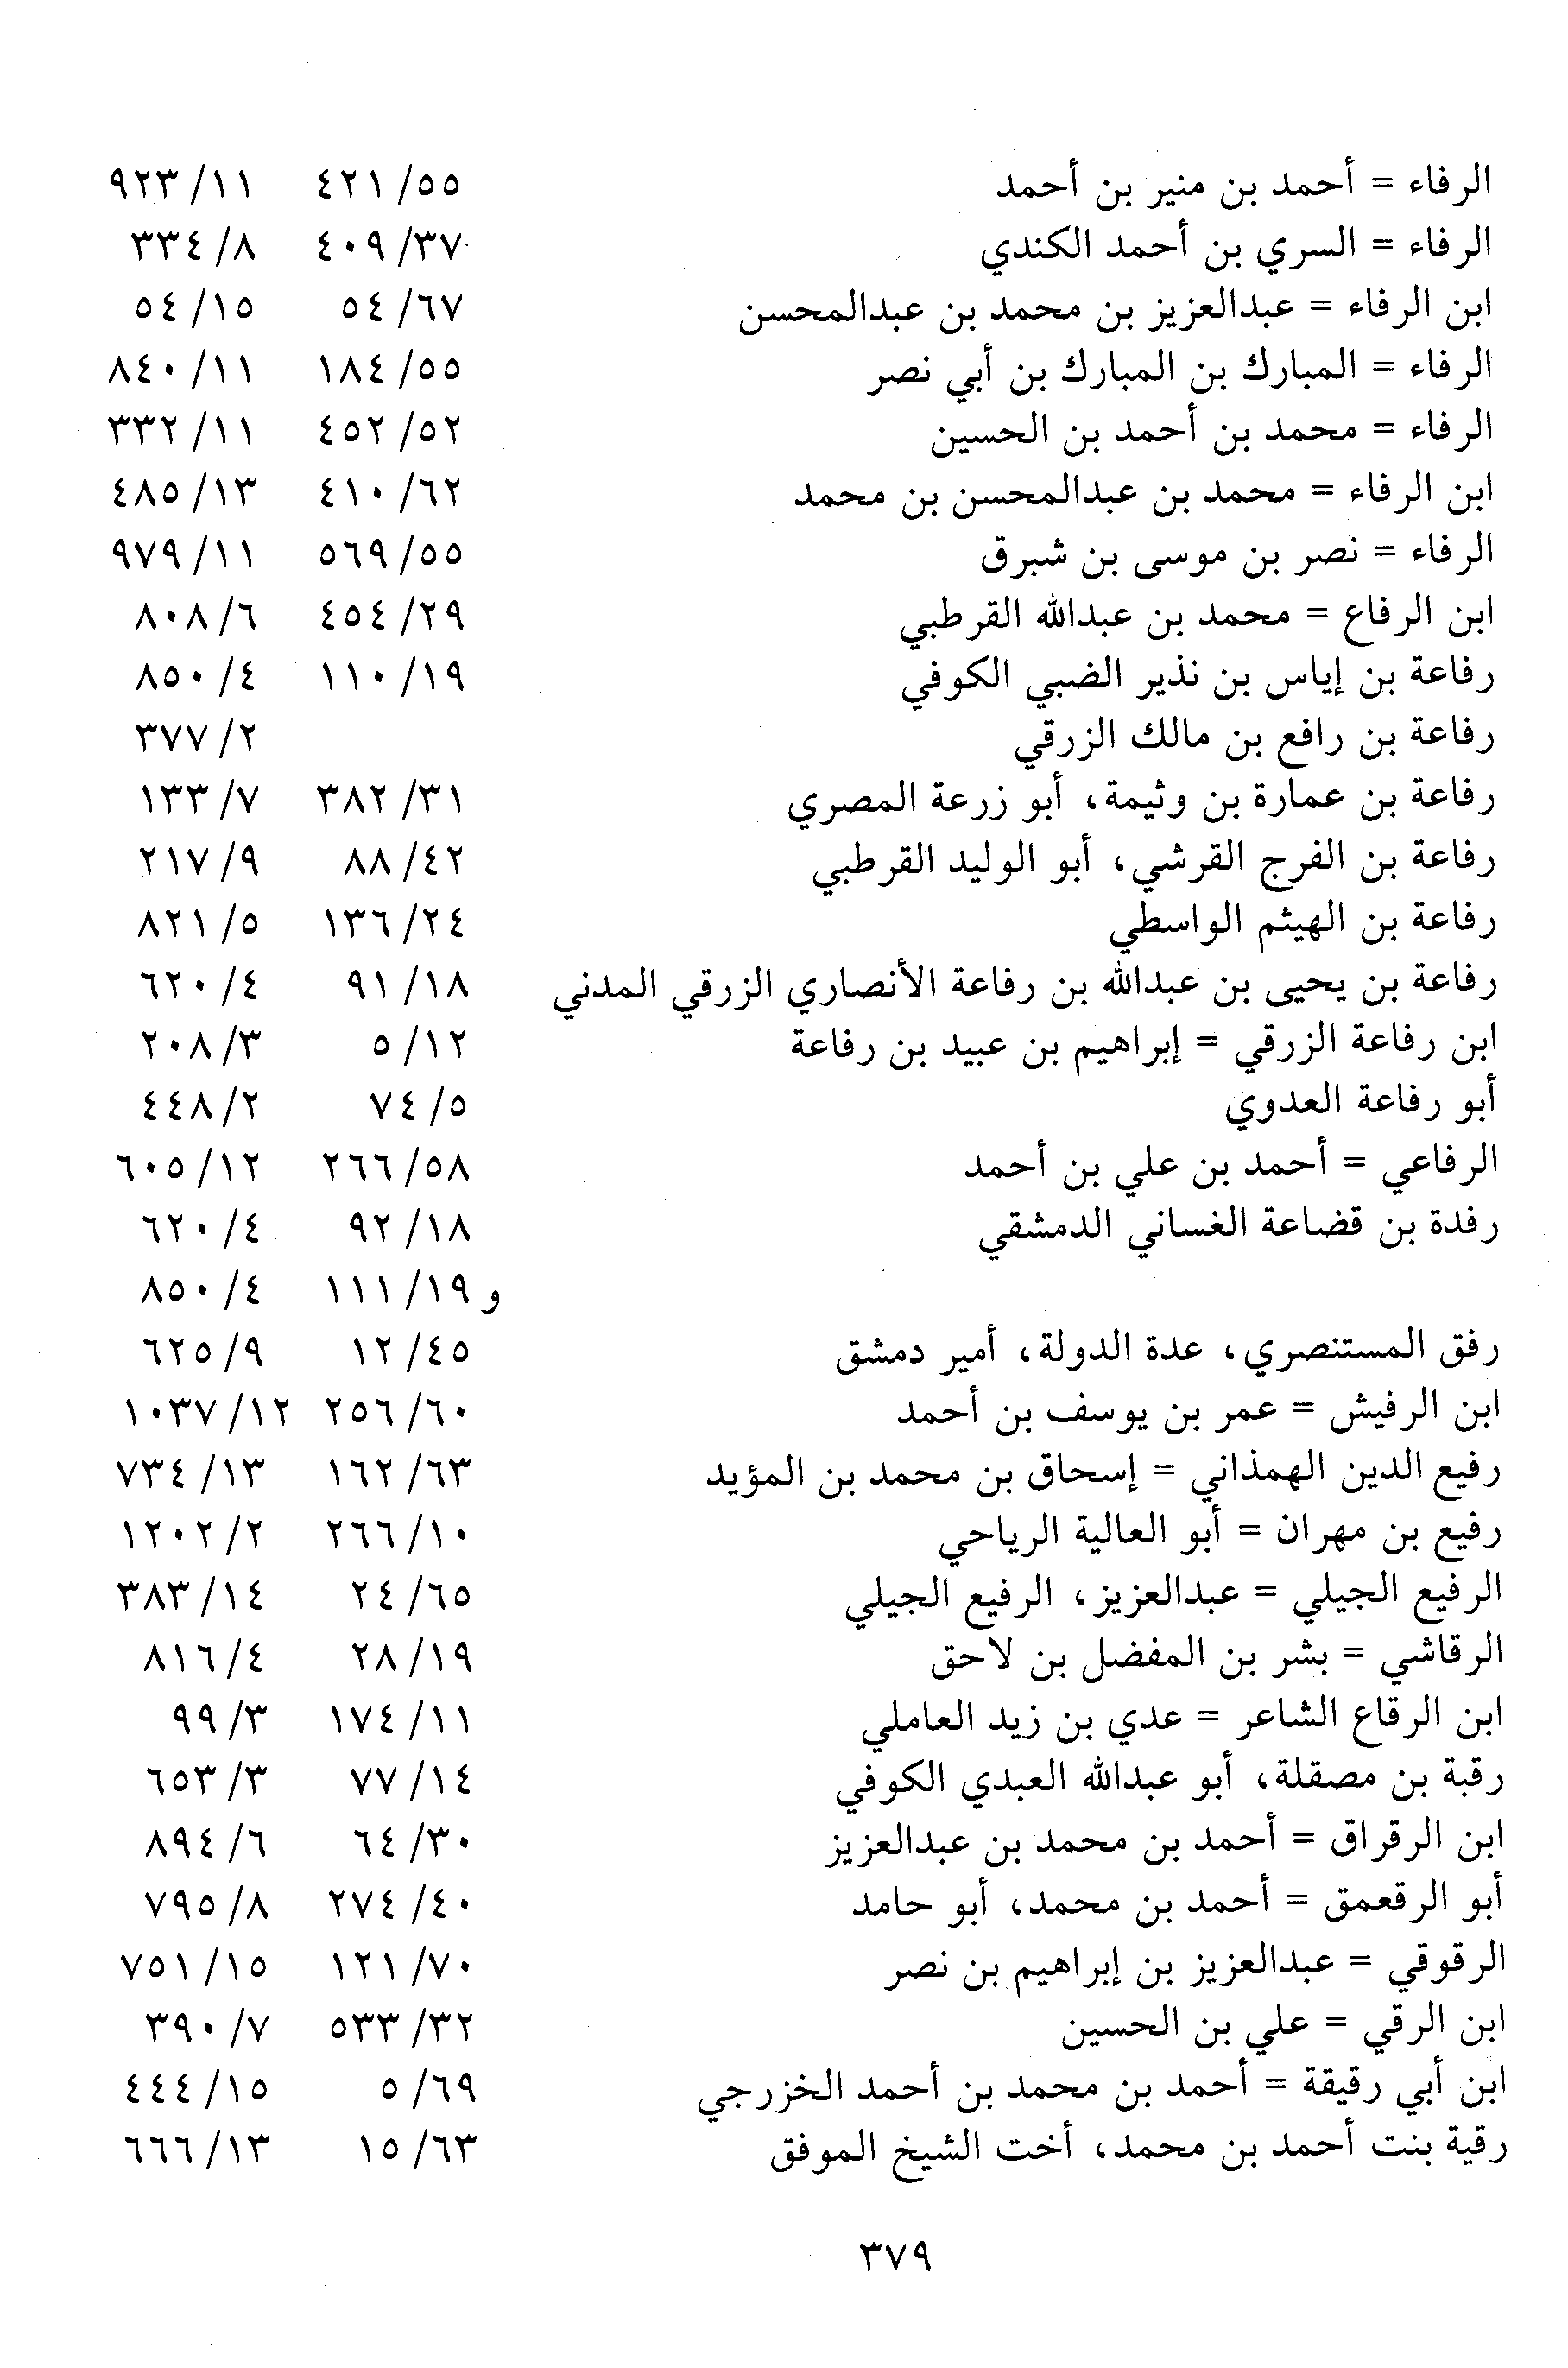 الرفاء = أحمد بن منير بن أحمد ٥٥/ ٤٢١ ١١/ ٩٢٣
الرفاء = السري بن أحمد الكندي ٣٧/ ٤٠٩ ٨/ ٣٣٤
ابن الرفاء = عبدالعزيز بن محمد بن عبدالمحسن ٦٧/ ٥٤ ١٥/ ٥٤
الرفاء = المبارك بن المبارك بن أبي نصر ٥٥/ ١٨٤ ١١/ ٨٤٠
الرفاء = محمد بن أحمد بن الحسين ٥٢/ ٤٥٢ ١١/ ٣٣٢
ابن الرفاء = محمد بن عبدالمحسن بن محمد ٦٢/ ٤١٠ ١٣/ ٤٨٥
الرفاء = نصر بن موسى بن شبرق ٥٥/ ٥٦٩ ١١/ ٩٧٩
ابن الرفاع = محمد بن عبدالله القرطبي ٢٩/ ٤٥٤ ٦/ ٨٠٨
رفاعة بن إياس بن نذير الضبي الكوفي ١٩/ ١١٠ ٤/ ٨٥٠
رفاعة بن رافع بن مالك الزرقي ٢/ ٣٧٧
رفاعة بن عمارة بن وثيمة، أبو زرعة المصري ٣١/ ٣٨٢ ٧/ ١٣٣
رفاعة بن الفرج القرشي، أبو الوليد القرطبي ٤٢/ ٨٨ ٩/ ٢١٧
رفاعة بن الهيثم الواسطي ٢٤/ ١٣٦ ٥/ ٨٢١
رفاعة بن يحيى بن عبدالله بن رفاعة الأنصاري الزرقي المدني ١٨/ ٩١ ٤/ ٦٢٠
ابن رفاعة الزرقي = إبراهيم بن عبيد بن رفاعة ١٢/ ٥ ٣/ ٢٠٨
أبو رفاعة العدوي ٥/ ٧٤ ٢/ ٤٤٨
الرفاعي = أحمد بن علي بن أحمد ٥٨/ ٢٦٦ ١٢/ ٦٠٥
رفدة بن قضاعة الغساني الدمشقي ١٨/ ٩٢ ٤/ ٦٢٠
و ١٩/ ١١١ ٤/ ٨٥٠
رفق المستنصري، عدة الدولة، أمير دمشق ٤٥/ ١٢ ٩/ ٦٢٥
ابن الرفيش = عمر بن يوسف بن أحمد ٦٠/ ٢٥٦ ١٢/ ١٠٣٧
رفيع الدين الهمذاني = إسحاق بن محمد بن المؤيد ٦٣/ ١٦٢ ١٣/ ٧٣٤
رفيع بن مهران = أبو العالية الرياحي ١٠/ ٢٦٦ ٢/ ١٢٠٢
الرفيع الجيلي = عبدالعزيز، الرفيع الجيلي ٦٥/ ٢٤ ١٤/ ٣٨٣
الرقاشي = بشر بن المفضل بن لاحق ١٩/ ٢٨ ٤/ ٨١٦
ابن الرقاع الشاعر = عدي بن زيد العاملي ١١/ ١٧٤ ٣/ ٩٩
رقبة بن مصقلة، أبو عبدالله العبدي الكوفي ١٤/ ٧٧ ٣/ ٦٥٣
ابن الرقراق = أحمد بن محمد بن عبدالعزيز ٣٠/ ٦٤ ٦/ ٨٩٤
أبو الرقعمق = أحمد بن محمد، أبو حامد ٤٠/ ٢٧٤ ٨/ ٧٩٥
الرقوقي = عبدالعزيز بن إبراهيم بن نصر ٧٠/ ١٢١ ١٥/ ٧٥١
ابن الرقي = علي بن الحسين ٣٢/ ٥٣٣ ٧/ ٣٩٠
ابن أبي رقيقة = أحمد بن محمد بن أحمد الخزرجي ٦٩/ ٥ ١٥/ ٤٤٤
رقية بنت أحمد بن محمد، أخت الشيخ الموفق ٦٣/ ١٥ ١٣/ ٦٦٦
٣٧٩